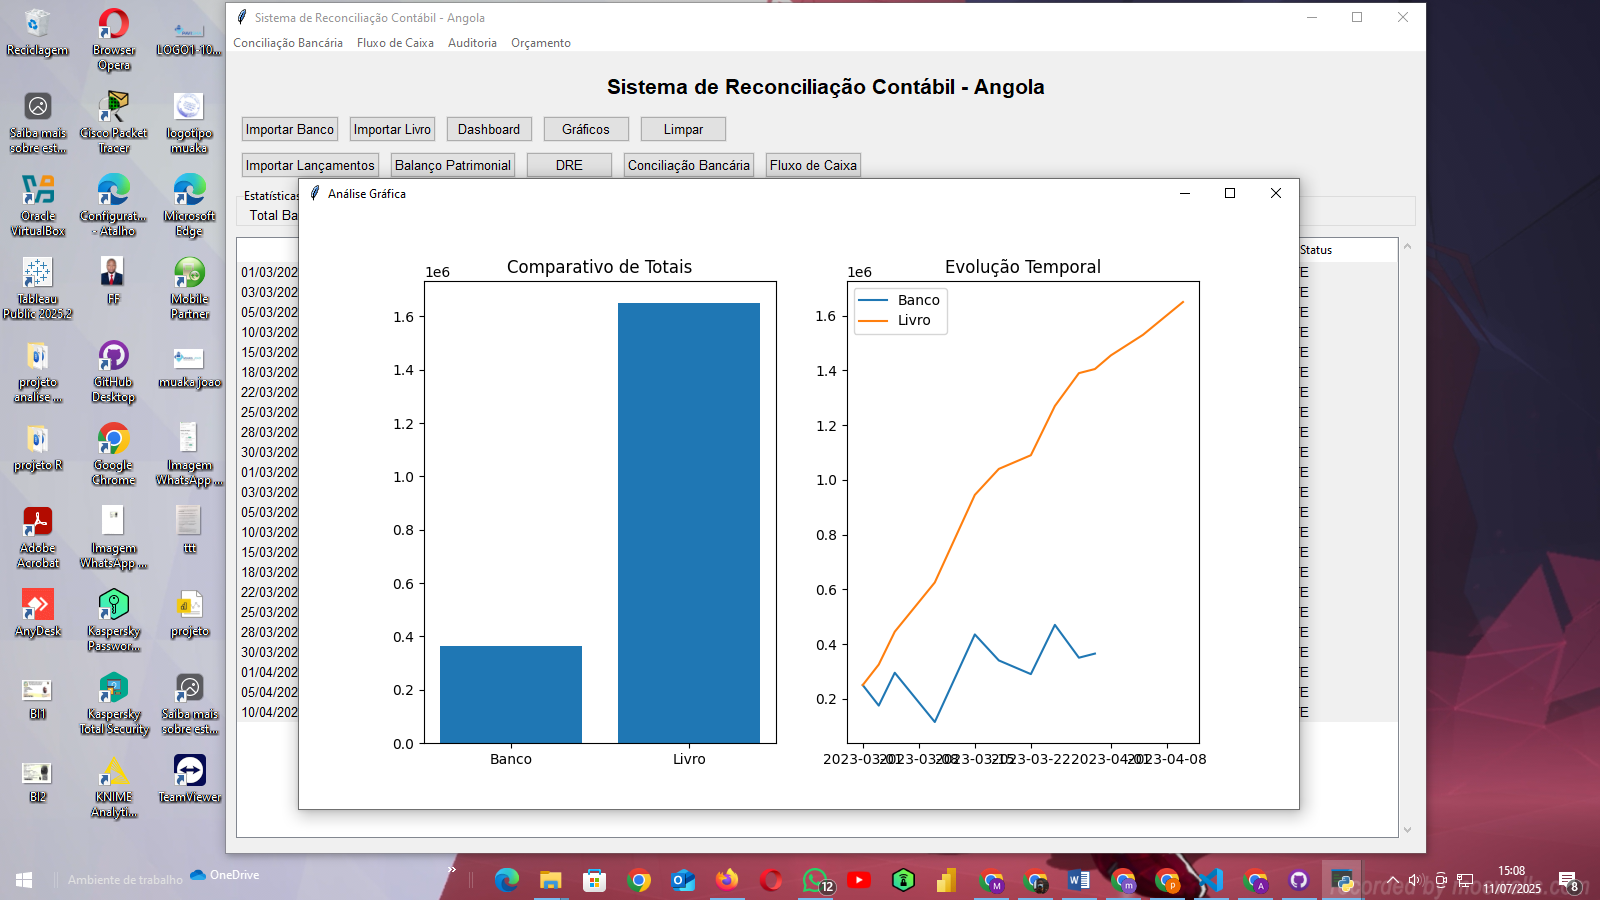 Reciclagem
Browser
Opera
LOGO1-10...
Saiba mais
sobre est...
Cisco Packet
Tracer
logotipo
muaka
Oracle
VirtualBox
Configurat...
- Atalho
Microsoft
Edge
Tableau
Public 2025.2
FF
Mobile
Partner
projeto
analise ...
GitHub
Desktop
muaka joao
projeto R
Google
Chrome
Imagem
WhatsApp ...
Adobe
Acrobat
Imagem
WhatsApp ...
ttt
AnyDesk
Kaspersky
Passwor...
projeto
BI1
Kaspersky
Total Security
Saiba mais
sobre est...
BI2
KNIME
Analyti...
TeamViewer
Sistema de Reconciliação Contábil - Angola
Conciliação Bancária Fluxo de Caixa Auditoria Orçamento
Sistema de Reconciliação Contábil - Angola
Importar Banco Importar Livro Dashboard Gráficos Limpar
Importar Lançamentos Balanço Patrimonial DRE Conciliação Bancária Fluxo de Caixa
Estatísticas
Total Ba
Status
01/03/202 E
03/03/202 E
05/03/202 E
10/03/202 E
15/03/202 E
18/03/202 E
22/03/202 E
25/03/202 E
28/03/202 E
30/03/202 E
01/03/202 E
03/03/202 E
05/03/202 E
10/03/202 E
15/03/202 E
18/03/202 E
22/03/202 E
25/03/202 E
28/03/202 E
30/03/202 E
01/04/202 E
05/04/202 E
10/04/202 E
Análise Gráfica
1e6
Comparativo de Totais
1.6
1.4
1.2
1.0
0.8
0.6
0.4
0.2
0.0
Banco Livro
1e6
Evolução Temporal
Banco
Livro
1.6
1.4
1.2
1.0
0.8
0.6
0.4
0.2
2023-03-01 2023-03-08 2023-03-15 2023-03-22 2023-04-01 2023-04-08
Ambiente de trabalho
OneDrive
12
15:08
11/07/2025
8